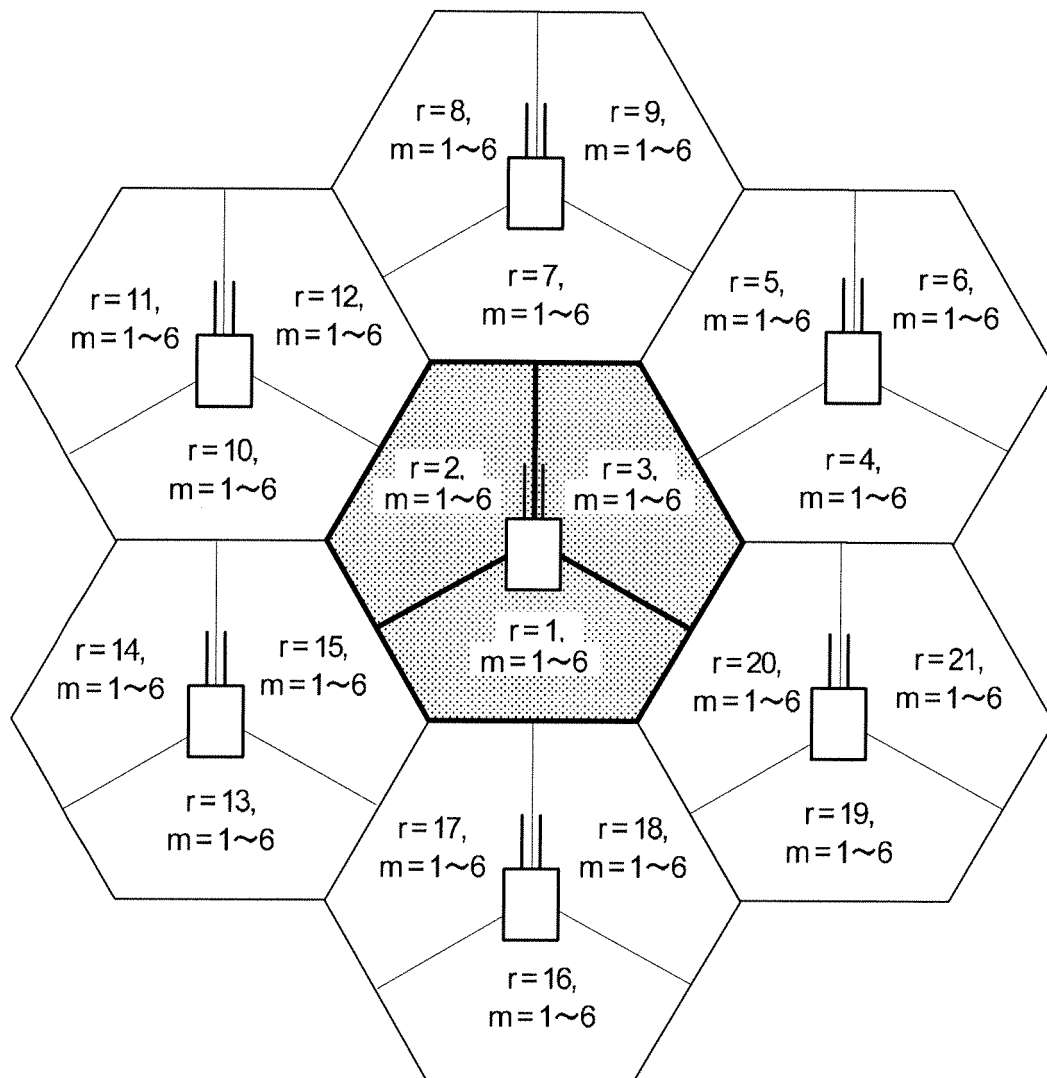 r=8,
m=1～6
r=9,
m=1～6
r=7,
m=1～6
r=11,
m=1～6
r=12,
m=1～6
r=10,
m=1～6
r=5,
m=1～6
r=6,
m=1～6
r=4,
m=1～6
r=2,
m=1～6
r=3,
m=1～6
r=1,
m=1～6
r=14,
m=1～6
r=15,
m=1～6
r=13,
m=1～6
r=20,
m=1～6
r=21,
m=1～6
r=19,
m=1～6
r=17,
m=1～6
r=18,
m=1～6
r=16,
m=1～6